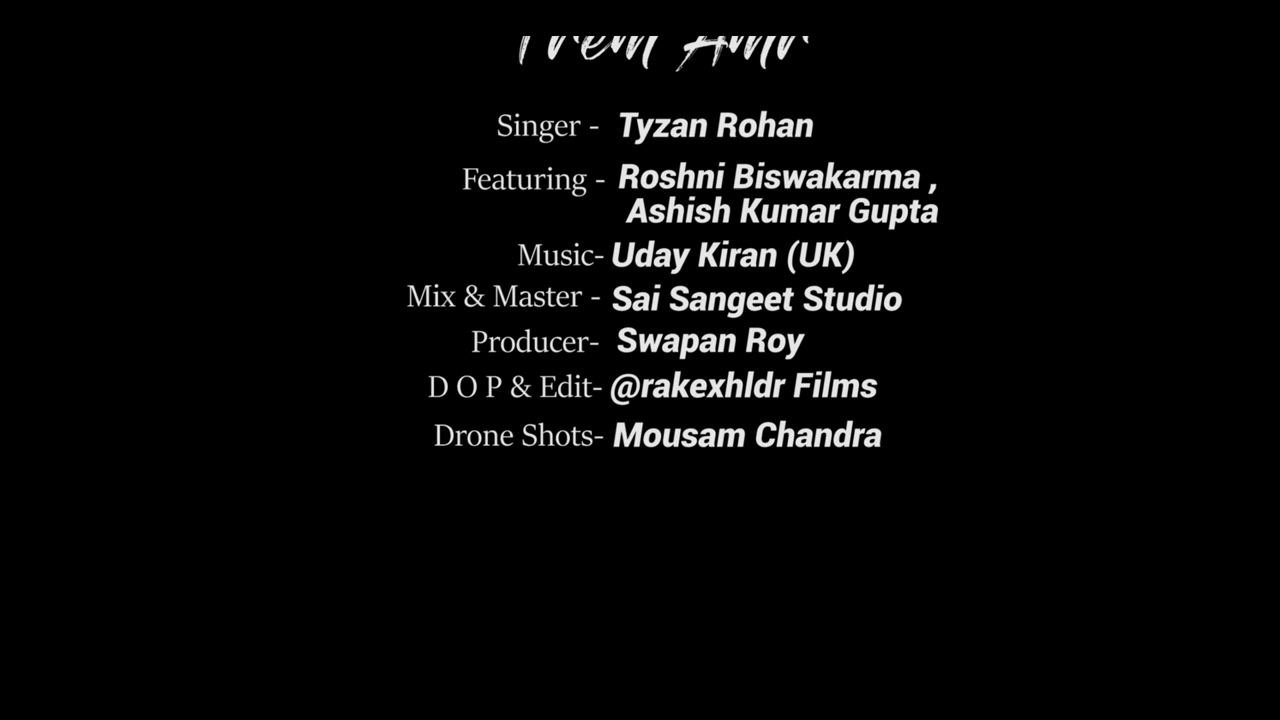 Singer - Tyzan Rohan
Featuring - Roshni Biswakarma ,
Ashish Kumar Gupta
Music- Uday Kiran (UK)
Mix & Master - Sai Sangeet Studio
Producer- Swapan Roy
D O P & Edit- @rakexhldr Films
Drone Shots- Mousam Chandra